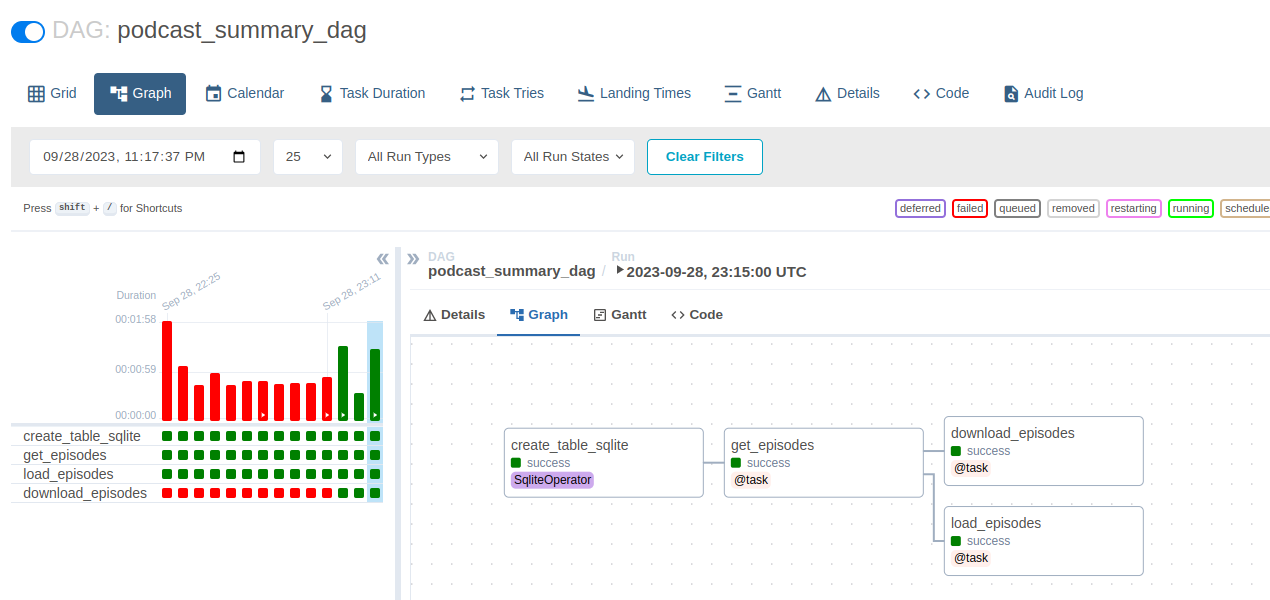 DAG: podcast_summary_dag
Grid Graph Calendar Task Duration Task Tries Landing Times Gantt Details Code Audit Log
09/28/2023, 11:17:37 PM 25 All Run Types All Run States Clear Filters
Press shift + / for Shortcuts
deferred failed queued removed restarting running schedule
DAG Run
podcast_summary_dag / 2023-09-28, 23:15:00 UTC
Sep 28, 22:25 Sep 28, 23:11
Duration
00:01:58
00:00:59
00:00:00
create_table_sqlite
get_episodes
load_episodes
download_episodes
Details Graph Gantt Code
create_table_sqlite
success
SqliteOperator
get_episodes
success
@task
download_episodes
success
@task
load_episodes
success
@task